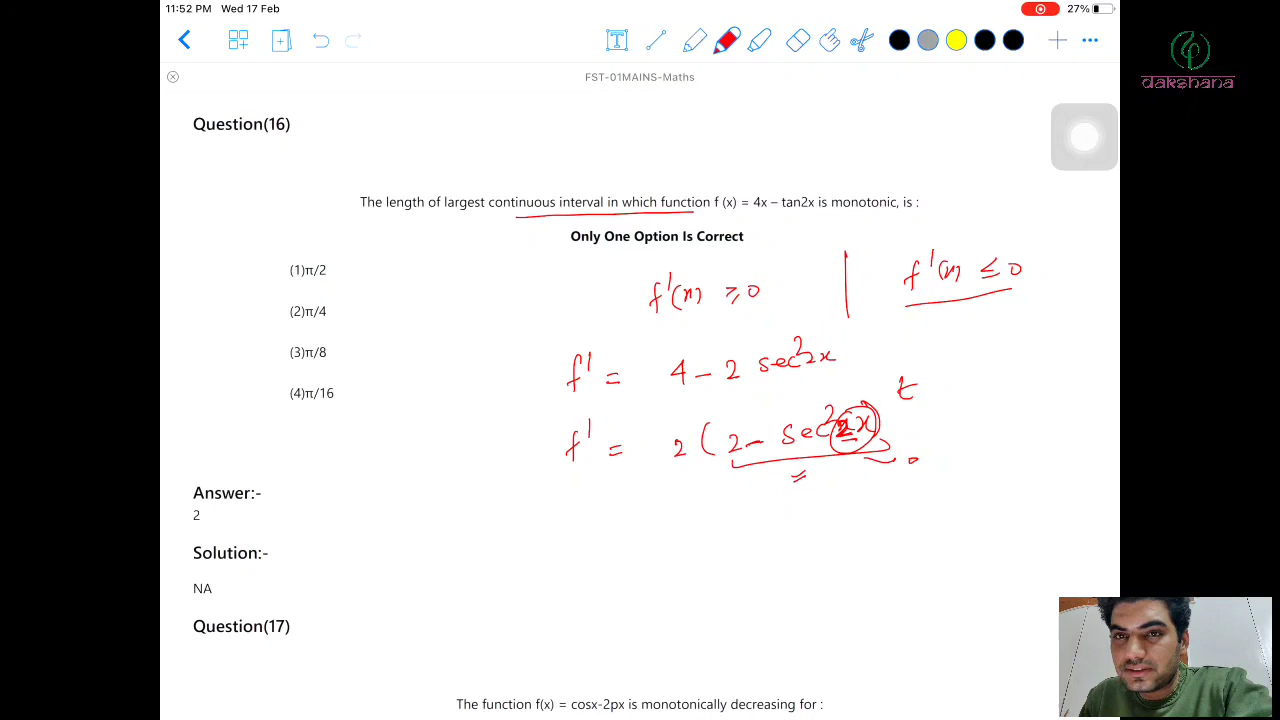 11:52 PM Wed 17 Feb
27%
dakshana
FST-01MAINS-Maths
Question(16)
The length of largest continuous interval in which function f (x) = 4x – tan2x is monotonic, is :
Only One Option Is Correct
(1)π/2
(2)π/4
(3)π/8
(4)π/16
f'(x) ≥ 0
f'(x) ≤ 0
f' = 4 - 2 sec²2x
t
f' = 2 ( 2 - sec²2x )
Answer:-
2
Solution:-
NA
Question(17)
The function f(x) = cosx-2px is monotonically decreasing for :